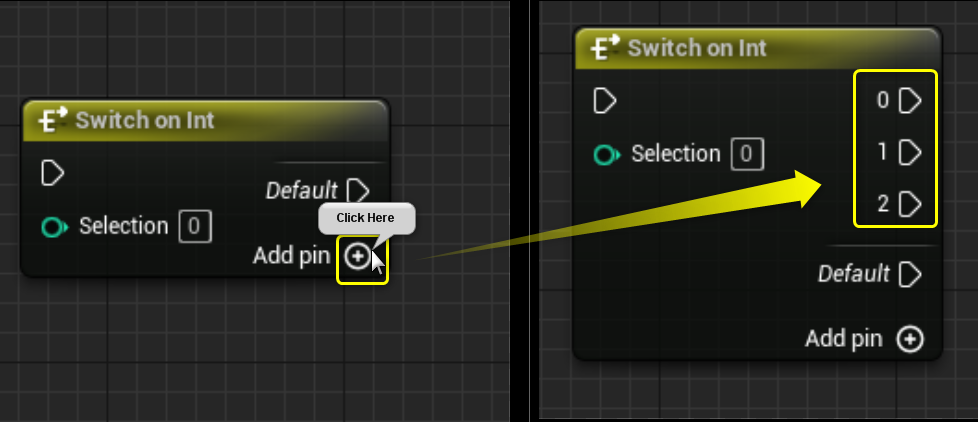 Switch on Int
Default
Click Here
Selection 0
Add pin
Switch on Int
0
Selection 0
1
2
Default
Add pin